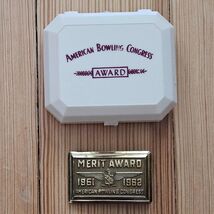 AMERICAN BOWLING CONGRESS
AWARD
MERIT AWARD
1961 1962
AMERICAN BOWLING CONGRESS